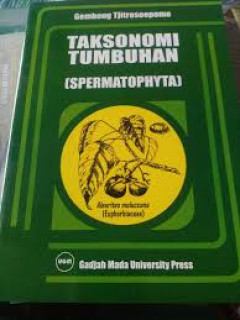 Gembong Tjitrosoepomo
TAKSONOMI
TUMBUHAN
(SPERMATOPHYTA)
Aleurites moluccana
(Euphorbiaceae)
Gadjah Mada University Press